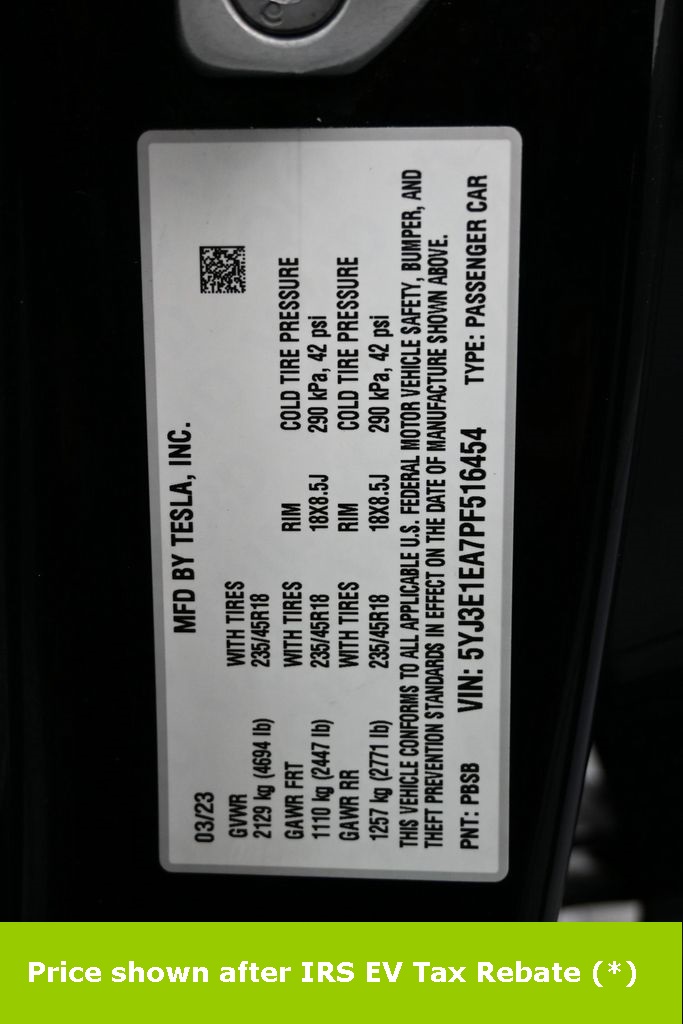 MFD BY TESLA, INC.
03/23
GVWR WITH TIRES
2129 kg (4694 lb) 235/45R18
GAWR FRT WITH TIRES RIM COLD TIRE PRESSURE
1110 kg (2447 lb) 235/45R18 18X8.5J 290 kPa, 42 psi
GAWR RR WITH TIRES RIM COLD TIRE PRESSURE
1257 kg (2771 lb) 235/45R18 18X8.5J 290 kPa, 42 psi
THIS VEHICLE CONFORMS TO ALL APPLICABLE U.S. FEDERAL MOTOR VEHICLE SAFETY, BUMPER, AND
THEFT PREVENTION STANDARDS IN EFFECT ON THE DATE OF MANUFACTURE SHOWN ABOVE.
PNT: PBSB VIN: 5YJ3E1EA7PF516454 TYPE: PASSENGER CAR
Price shown after IRS EV Tax Rebate (*)